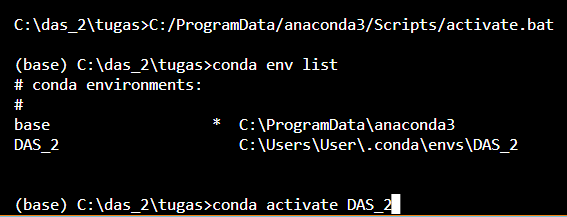 C:\das_2\tugas>C:/ProgramData/anaconda3/Scripts/activate.bat
(base) C:\das_2\tugas>conda env list
# conda environments:
#
base                  *  C:\ProgramData\anaconda3
DAS_2                    C:\Users\User\.conda\envs\DAS_2
(base) C:\das_2\tugas>conda activate DAS_2